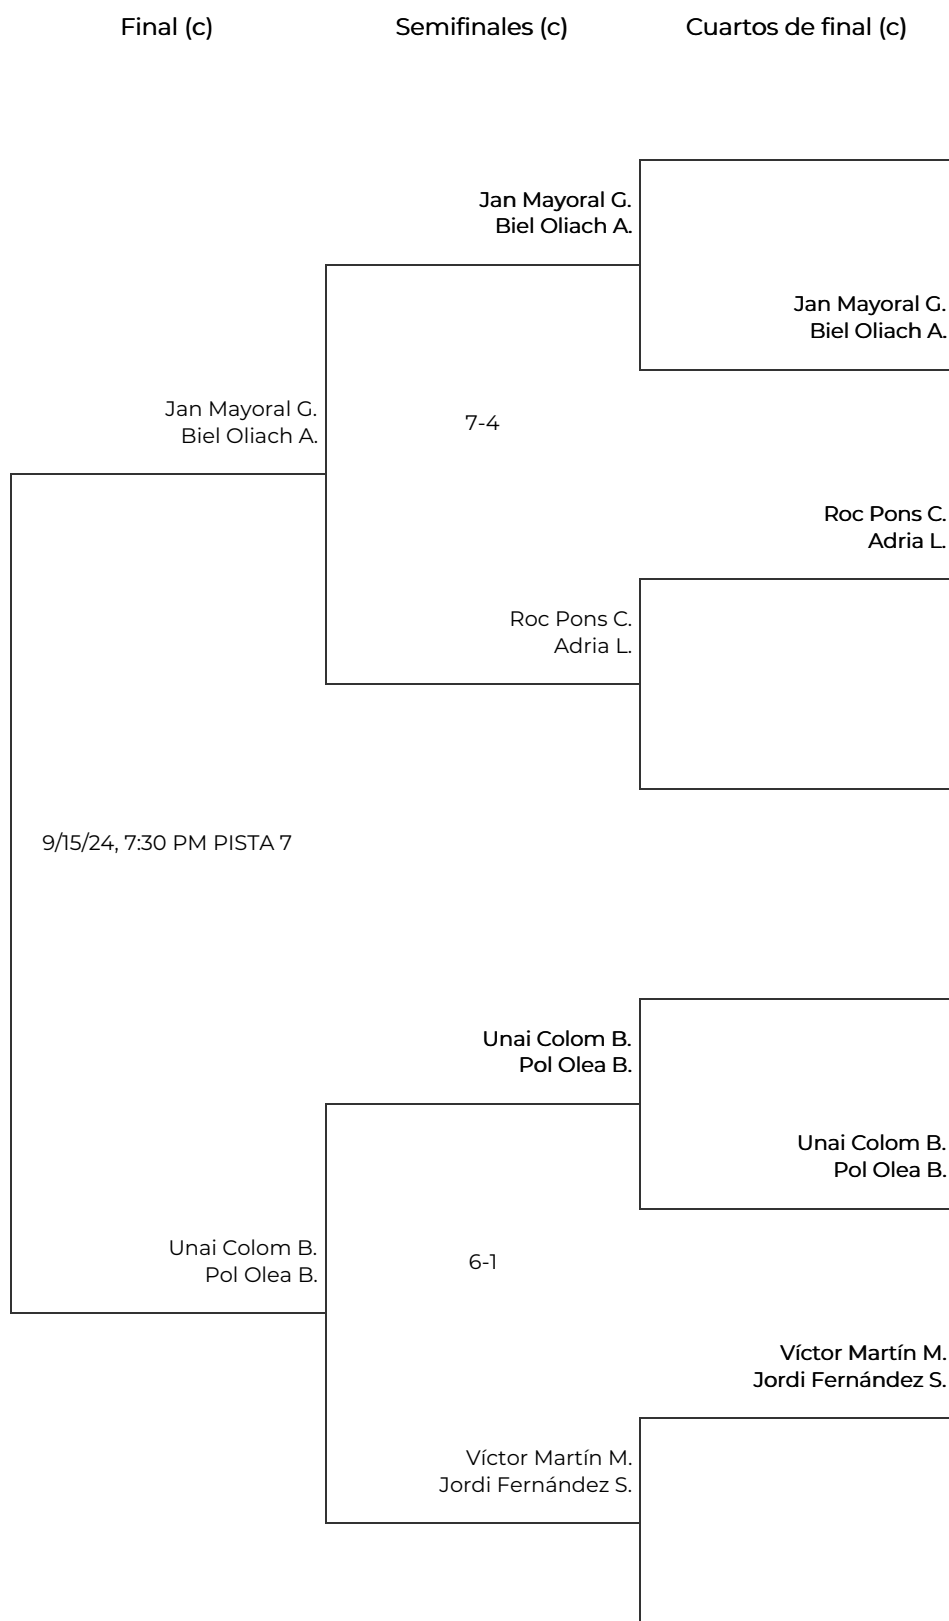 Final (c)
Semifinales (c)
Cuartos de final (c)
Jan Mayoral G.
Biel Oliach A.
Jan Mayoral G.
Biel Oliach A.
Jan Mayoral G.
Biel Oliach A.
7-4
Roc Pons C.
Adria L.
Roc Pons C.
Adria L.
9/15/24, 7:30 PM PISTA 7
Unai Colom B.
Pol Olea B.
Unai Colom B.
Pol Olea B.
Unai Colom B.
Pol Olea B.
6-1
Víctor Martín M.
Jordi Fernández S.
Víctor Martín M.
Jordi Fernández S.